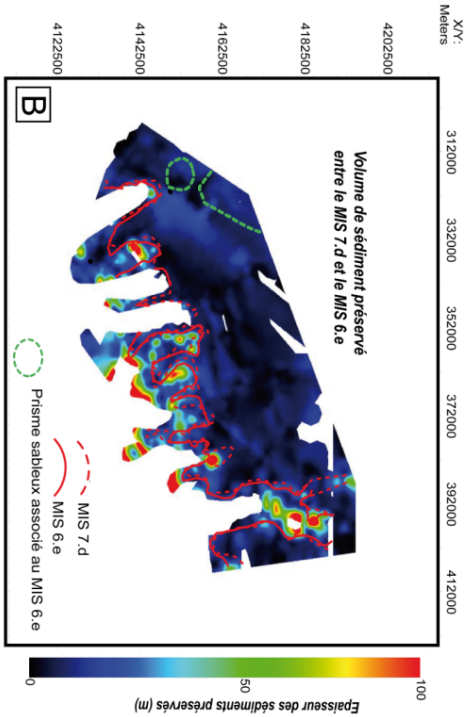 X/Y:
Meters
312000
332000
352000
372000
392000
412000
4202500
4182500
4162500
4142500
4122500
Volume de sédiment préservé
entre le MIS 7.d et le MIS 6.e
B
MIS 7.d
MIS 6.e
Prisme sableux associé au MIS 6.e
0
50
100
Epaisseur des sédiments préservés (m)